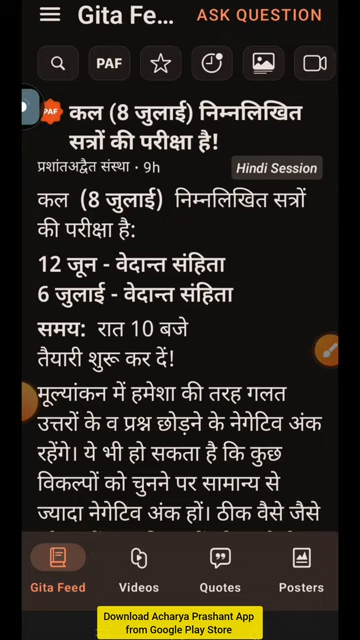 Gita Fe... ASK QUESTION
PAF
PAF कल (8 जुलाई) निम्नलिखित
सत्रों की परीक्षा है!
प्रशांतअद्वैत संस्था · 9h Hindi Session
कल (8 जुलाई) निम्नलिखित सत्रों
की परीक्षा है:
12 जून - वेदान्त संहिता
6 जुलाई - वेदान्त संहिता
समय: रात 10 बजे
तैयारी शुरू कर दें!
मूल्यांकन में हमेशा की तरह गलत
उत्तरों के व प्रश्न छोड़ने के नेगेटिव अंक
रहेंगे। ये भी हो सकता है कि कुछ
विकल्पों को चुनने पर सामान्य से
ज़्यादा नेगेटिव अंक हों। ठीक वैसे जैसे
Gita Feed Videos Quotes Posters
Download Acharya Prashant App
from Google Play Store